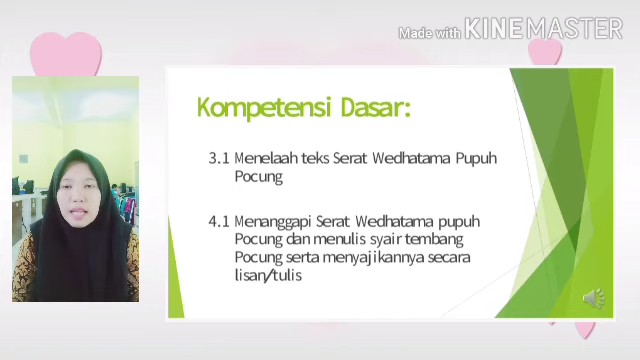 Made with KINEMASTER
Kompetensi Dasar:
3.1 Menelaah teks Serat Wedhatama Pupuh
Pocung
4.1 Menanggapi Serat Wedhatama pupuh
Pocung dan menulis syair tembang
Pocung serta menyajikannya secara
lisan/tulis